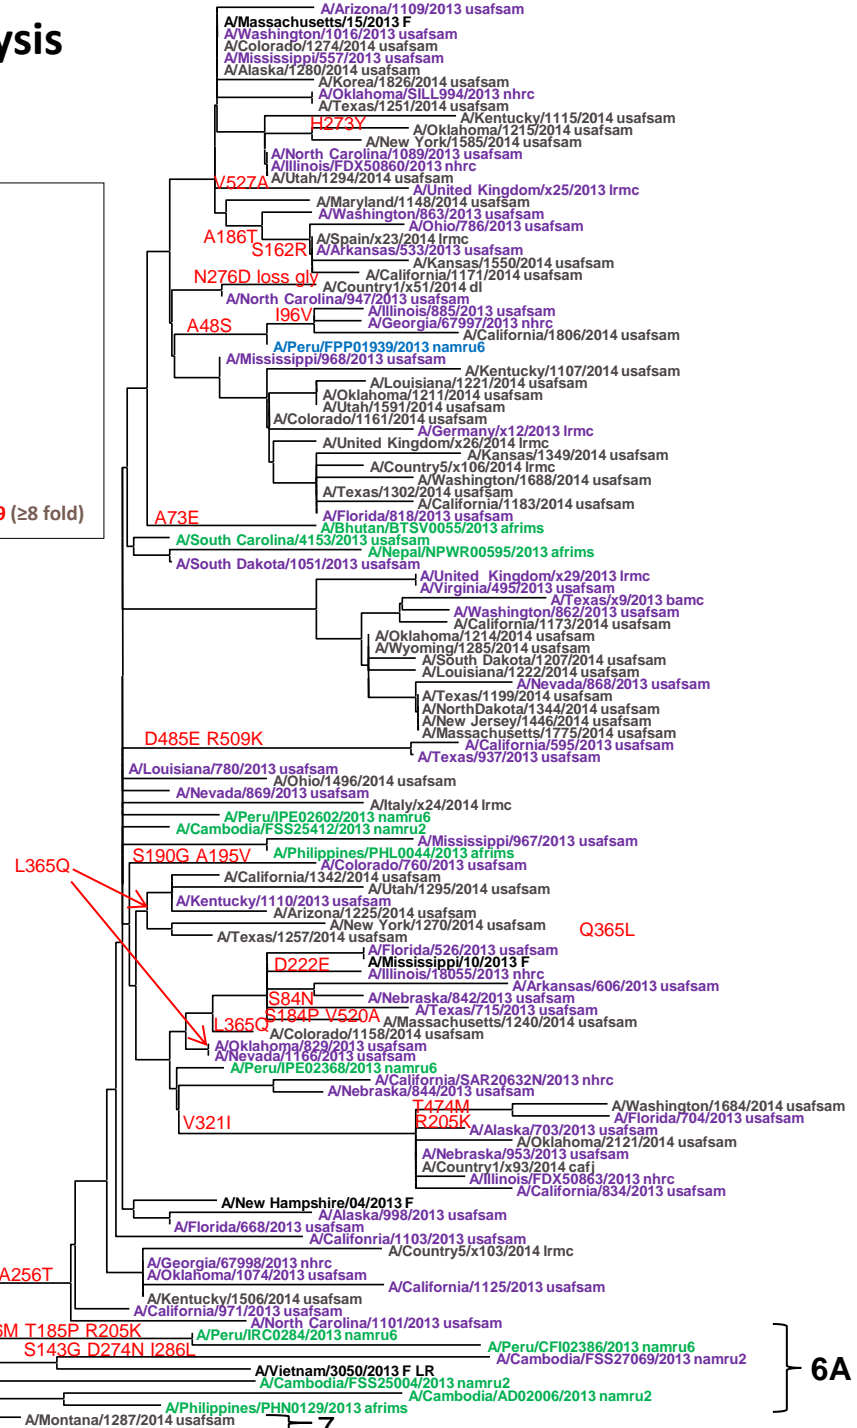 A/Arizona/1109/2013 usafsam
A/Massachusetts/15/2013 F
ysis
A/Washington/1016/2013 usafsam
A/Colorado/1274/2014 usafsam
A/Mississippi/557/2013 usafsam
A/Alaska/1280/2014 usafsam
A/Korea/1826/2014 usafsam
A/Oklahoma/SILL994/2013 nhrc
A/Texas/1251/2014 usafsam
A/Kentucky/1115/2014 usafsam
H273Y
A/Oklahoma/1215/2014 usafsam
A/New York/1585/2014 usafsam
A/North Carolina/1089/2013 usafsam
A/Illinois/FDX50860/2013 nhrc
A/Utah/1294/2014 usafsam
V527A
A/United Kingdom/x25/2013 lrmc
A/Maryland/1148/2014 usafsam
A/Washington/863/2013 usafsam
A/Ohio/786/2013 usafsam
A186T
A/Spain/x23/2014 lrmc
S162R
A/Arkansas/533/2013 usafsam
A/Kansas/1550/2014 usafsam
A/California/1171/2014 usafsam
N276D loss gly
A/Country1/x51/2014 dl
A/North Carolina/947/2013 usafsam
A/Illinois/885/2013 usafsam
I96V
A/Georgia/67997/2013 nhrc
A48S
A/California/1806/2014 usafsam
A/Peru/FPP01939/2013 namru6
A/Mississippi/968/2013 usafsam
A/Kentucky/1107/2014 usafsam
A/Louisiana/1221/2014 usafsam
A/Oklahoma/1211/2014 usafsam
A/Utah/1591/2014 usafsam
A/Colorado/1161/2014 usafsam
A/Germany/x12/2013 lrmc
A/United Kingdom/x26/2014 lrmc
A/Kansas/1349/2014 usafsam
A/Country5/x106/2014 lrmc
A/Washington/1688/2014 usafsam
A/Texas/1302/2014 usafsam
A/California/1183/2014 usafsam
9 (≥8 fold)
A73E
A/Florida/818/2013 usafsam
A/Bhutan/BTSV0055/2013 afrims
A/South Carolina/4153/2013 usafsam
A/Nepal/NPWR00595/2013 afrims
A/South Dakota/1051/2013 usafsam
A/United Kingdom/x29/2013 lrmc
A/Virginia/495/2013 usafsam
A/Texas/x9/2013 bamc
A/Washington/862/2013 usafsam
A/California/1173/2014 usafsam
A/Oklahoma/1214/2014 usafsam
A/Wyoming/1285/2014 usafsam
A/South Dakota/1207/2014 usafsam
A/Louisiana/1222/2014 usafsam
A/Nevada/868/2013 usafsam
A/Texas/1199/2014 usafsam
A/NorthDakota/1344/2014 usafsam
A/New Jersey/1446/2014 usafsam
A/Massachusetts/1775/2014 usafsam
D485E R509K
A/California/595/2013 usafsam
A/Texas/937/2013 usafsam
A/Louisiana/780/2013 usafsam
A/Ohio/1496/2014 usafsam
A/Nevada/869/2013 usafsam
A/Italy/x24/2014 lrmc
A/Peru/IPE02602/2013 namru6
A/Cambodia/FSS25412/2013 namru2
A/Mississippi/967/2013 usafsam
S190G A195V
A/Philippines/PHL0044/2013 afrims
L365Q
A/Colorado/760/2013 usafsam
A/California/1342/2014 usafsam
A/Utah/1295/2014 usafsam
A/Kentucky/1110/2013 usafsam
A/Arizona/1225/2014 usafsam
A/New York/1270/2014 usafsam
Q365L
A/Texas/1257/2014 usafsam
A/Florida/526/2013 usafsam
D222E
A/Mississippi/10/2013 F
A/Illinois/18055/2013 nhrc
A/Arkansas/606/2013 usafsam
S84N
A/Nebraska/842/2013 usafsam
A/Texas/715/2013 usafsam
S184P V520A
A/Massachusetts/1240/2014 usafsam
L365Q
A/Colorado/1158/2014 usafsam
A/Oklahoma/829/2013 usafsam
A/Nevada/1166/2013 usafsam
A/Peru/IPE02368/2013 namru6
A/California/SAR20632N/2013 nhrc
A/Nebraska/844/2013 usafsam
T474M
A/Washington/1684/2014 usafsam
A/Florida/704/2013 usafsam
V321I
R205K
A/Alaska/703/2013 usafsam
A/Oklahoma/2121/2014 usafsam
A/Nebraska/953/2013 usafsam
A/Country1/x93/2014 cafj
A/Illinois/FDX50863/2013 nhrc
A/California/834/2013 usafsam
A/New Hampshire/04/2013 F
A/Alaska/998/2013 usafsam
A/Florida/668/2013 usafsam
A/Califonria/1103/2013 usafsam
A/Country5/x103/2014 lrmc
A/Georgia/67998/2013 nhrc
A256T
A/Oklahoma/1074/2013 usafsam
A/California/1125/2013 usafsam
A/Kentucky/1506/2014 usafsam
A/California/971/2013 usafsam
A/North Carolina/1101/2013 usafsam
6M T185P R205K
A/Peru/IRC0284/2013 namru6
A/Peru/CFI02386/2013 namru6
S143G D274N I286L
A/Cambodia/FSS27069/2013 namru2
A/Vietnam/3050/2013 F LR
6A
A/Cambodia/FSS25004/2013 namru2
A/Cambodia/AD02006/2013 namru2
A/Philippines/PHN0129/2013 afrims
A/Montana/1287/2014 usafsam